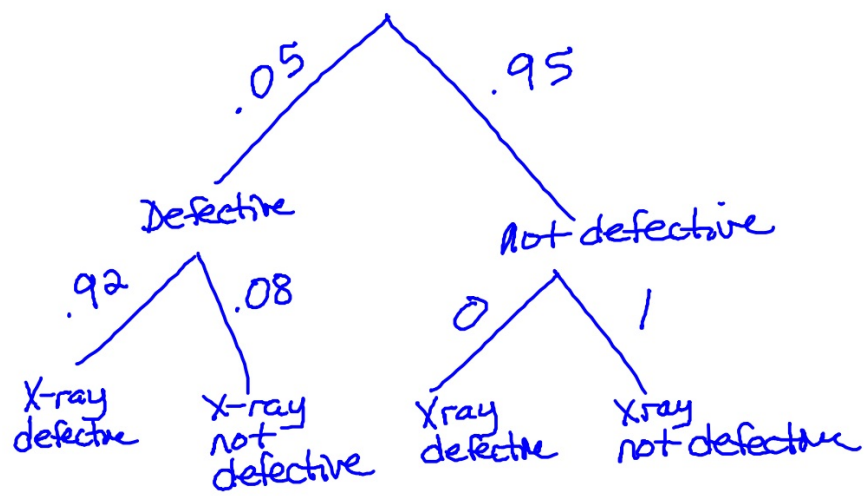 .05
.95
Defective
not defective
.92
.08
0
1
X-ray
defective
X-ray
not
defective
Xray
defective
Xray
not defective